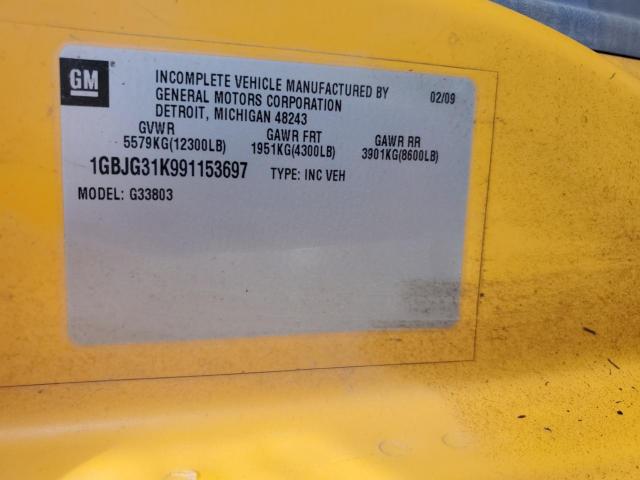 GM
INCOMPLETE VEHICLE MANUFACTURED BY
GENERAL MOTORS CORPORATION 02/09
DETROIT, MICHIGAN 48243
GVWR GAWR FRT GAWR RR
5579KG(12300LB) 1951KG(4300LB) 3901KG(8600LB)
1GBJG31K991153697 TYPE: INC VEH
MODEL: G33803